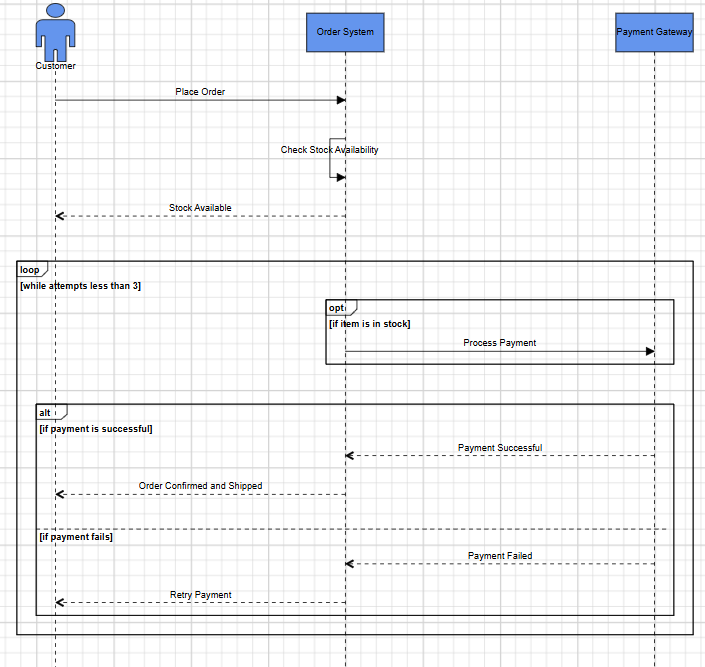 Order System
Payment Gateway
Customer
Place Order
Check Stock Availability
Stock Available
loop
[while attempts less than 3]
opt
[if item is in stock]
Process Payment
alt
[if payment is successful]
Payment Successful
Order Confirmed and Shipped
[if payment fails]
Payment Failed
Retry Payment